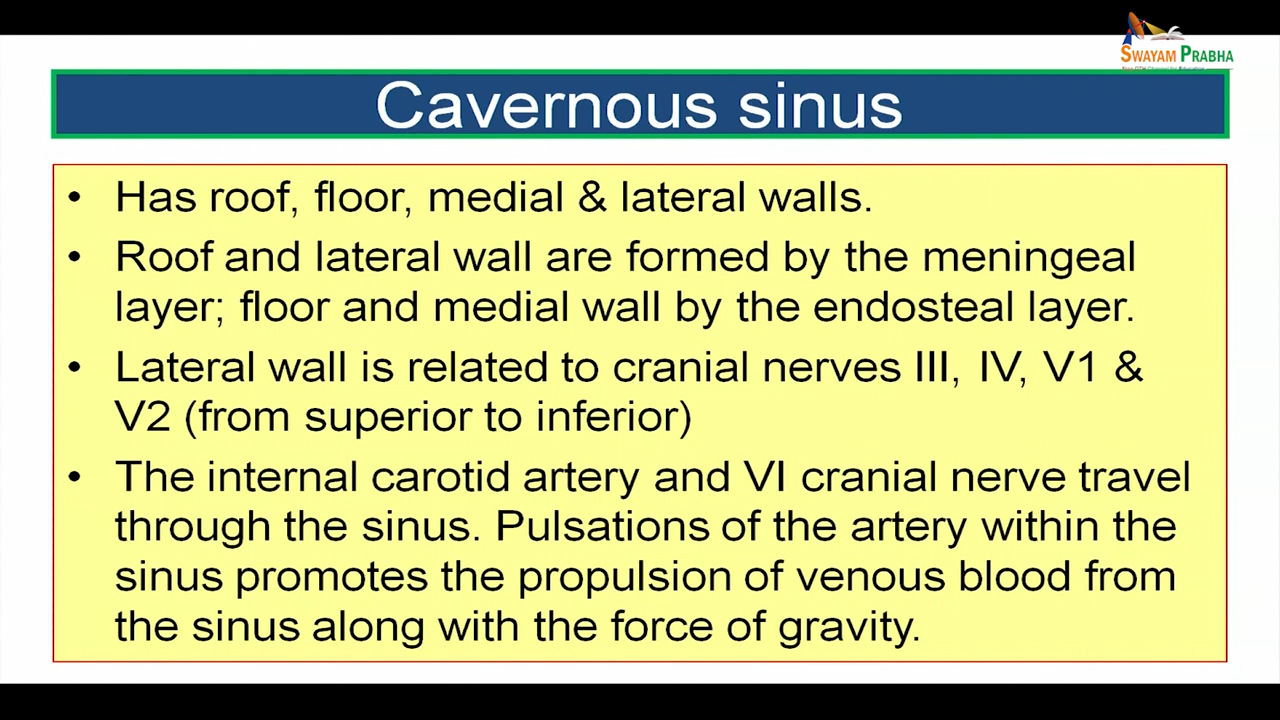 SWAYAM PRABHA
Cavernous sinus
• Has roof, floor, medial & lateral walls.
• Roof and lateral wall are formed by the meningeal
layer; floor and medial wall by the endosteal layer.
• Lateral wall is related to cranial nerves III, IV, V1 &
V2 (from superior to inferior)
• The internal carotid artery and VI cranial nerve travel
through the sinus. Pulsations of the artery within the
sinus promotes the propulsion of venous blood from
the sinus along with the force of gravity.